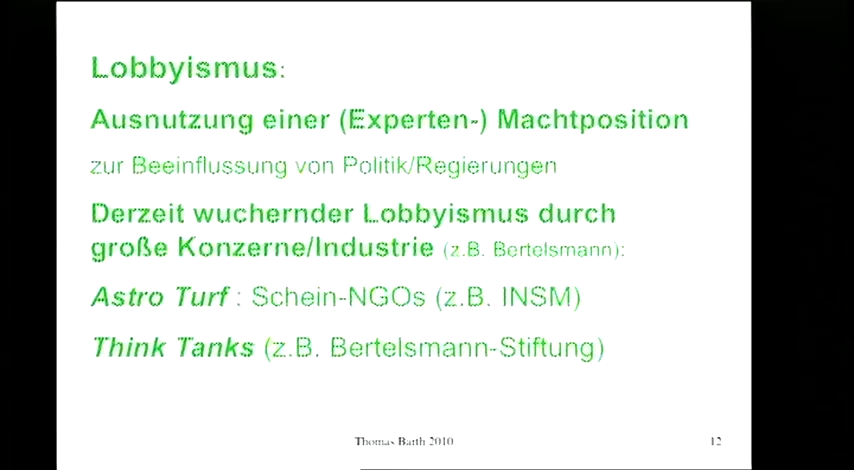 Lobbyismus:
Ausnutzung einer (Experten-) Machtposition
zur Beeinflussung von Politik/Regierungen
Derzeit wuchernder Lobbyismus durch
große Konzerne/Industrie (z.B. Bertelsmann):
Astro Turf : Schein-NGOs (z.B. INSM)
Think Tanks (z.B. Bertelsmann-Stiftung)
Thomas Barth 2010
12